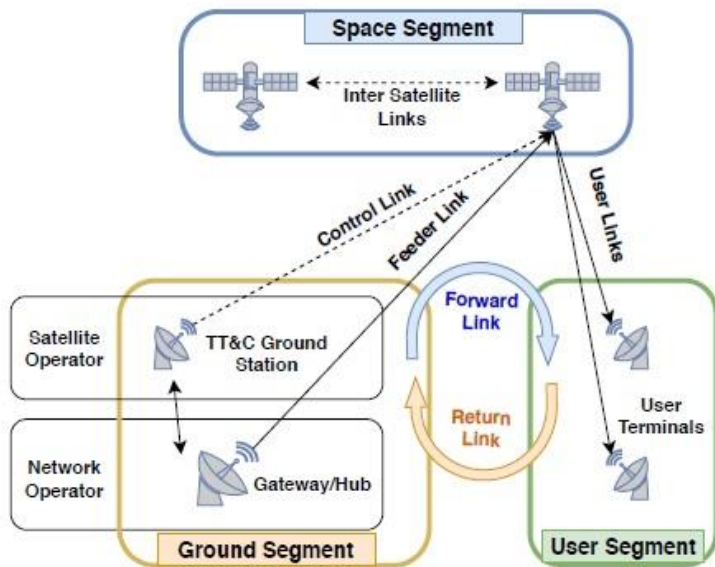 Space Segment
Inter Satellite
Links
Control Link
Feeder Link
User Links
Forward
Link
Satellite
Operator
TT&C Ground
Station
Return
Link
User
Terminals
Network
Operator
Gateway/Hub
Ground Segment
User Segment